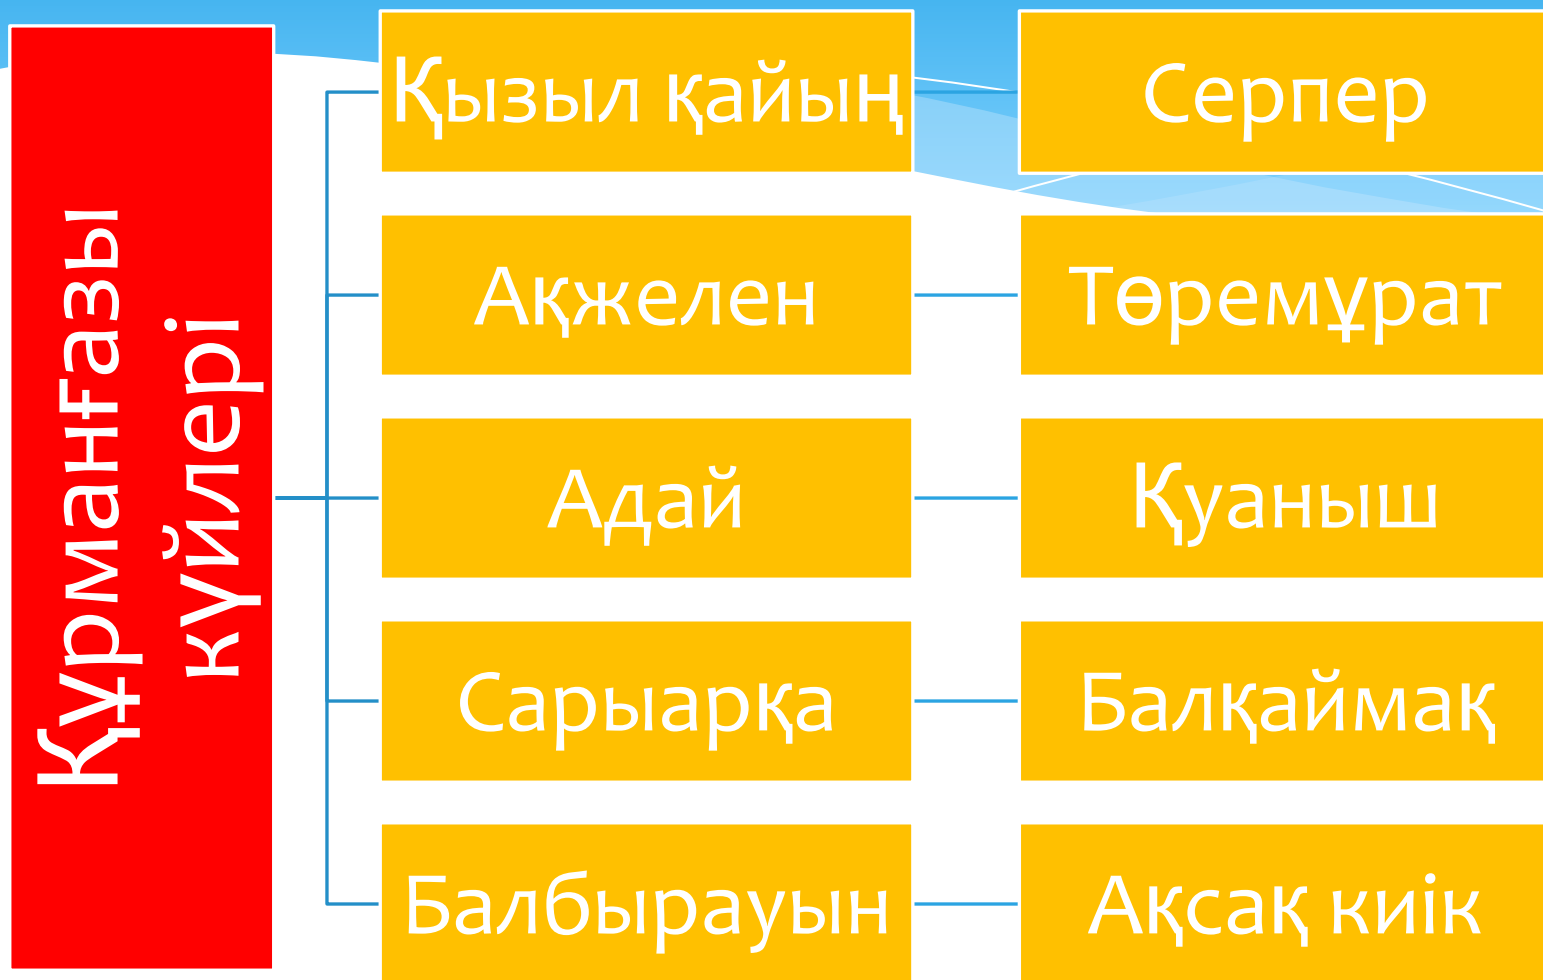 Құрманғазы
күйлері
Қызыл қайың
Серпер
Ақжелен
Төремұрат
Адай
Қуаныш
Сарыарқа
Балқаймақ
Балбырауын
Ақсақ киік